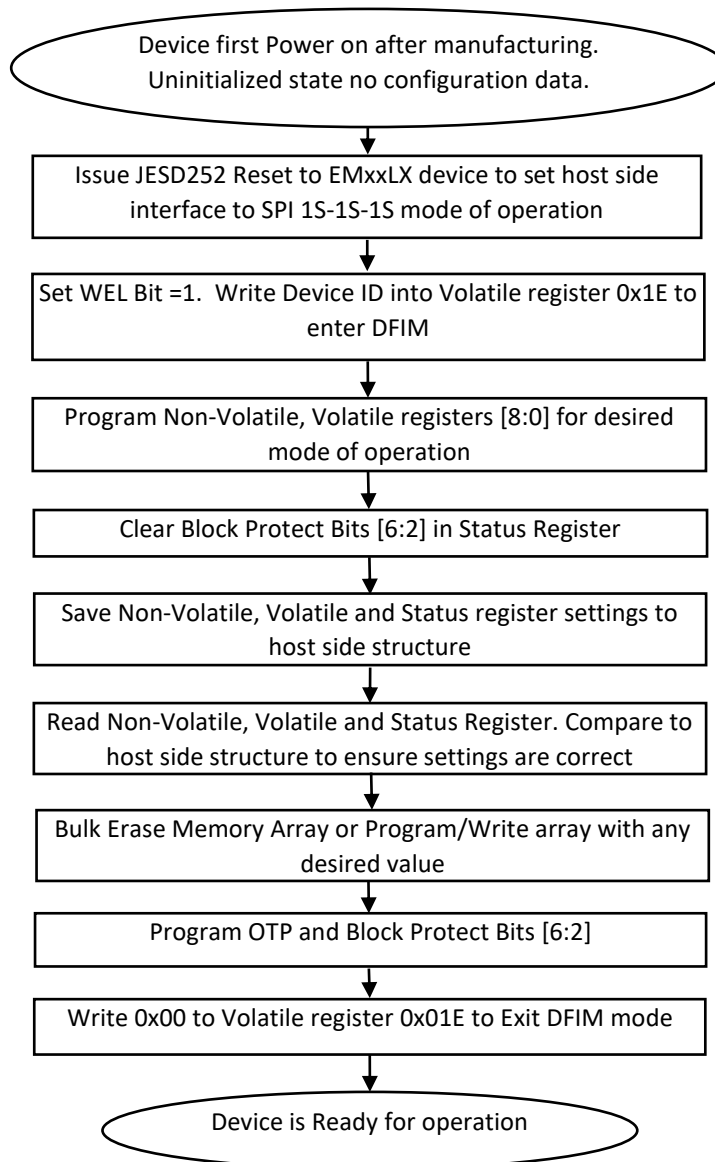 Device first Power on after manufacturing.
Uninitialized state no configuration data.
Issue JESD252 Reset to EMxxLX device to set host side
interface to SPI 1S-1S-1S mode of operation
Set WEL Bit =1.  Write Device ID into Volatile register 0x1E to
enter DFIM
Program Non-Volatile, Volatile registers [8:0] for desired
mode of operation
Clear Block Protect Bits [6:2] in Status Register
Save Non-Volatile, Volatile and Status register settings to
host side structure
Read Non-Volatile, Volatile and Status Register. Compare to
host side structure to ensure settings are correct
Bulk Erase Memory Array or Program/Write array with any
desired value
Program OTP and Block Protect Bits [6:2]
Write 0x00 to Volatile register 0x01E to Exit DFIM mode
Device is Ready for operation